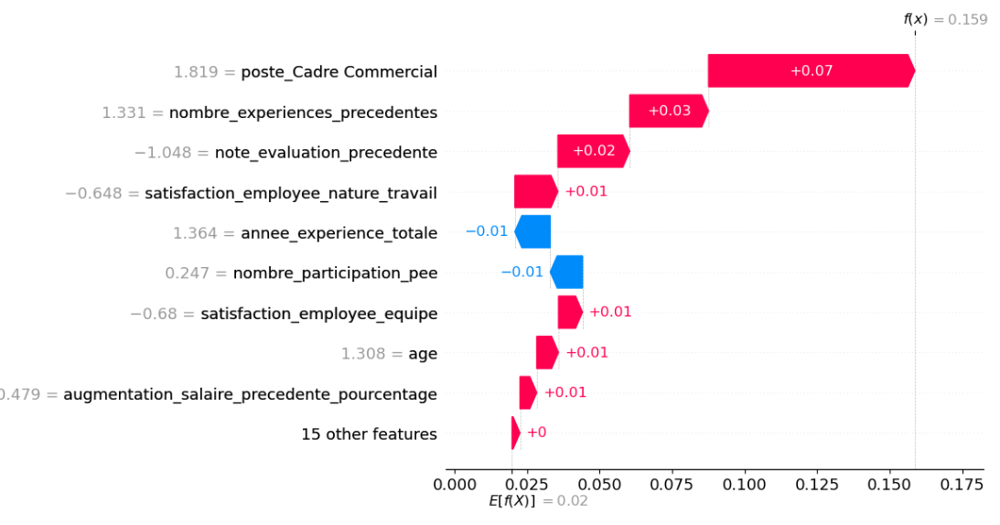 f(x) = 0.159
1.819 = poste_Cadre Commercial
+0.07
1.331 = nombre_experiences_precedentes
+0.03
−1.048 = note_evaluation_precedente
+0.02
−0.648 = satisfaction_employee_nature_travail
+0.01
1.364 = annee_experience_totale
−0.01
0.247 = nombre_participation_pee
−0.01
−0.68 = satisfaction_employee_equipe
+0.01
1.308 = age
+0.01
0.479 = augmentation_salaire_precedente_pourcentage
+0.01
15 other features
+0
0.000 0.025 0.050 0.075 0.100 0.125 0.150 0.175
E[f(X)] = 0.02